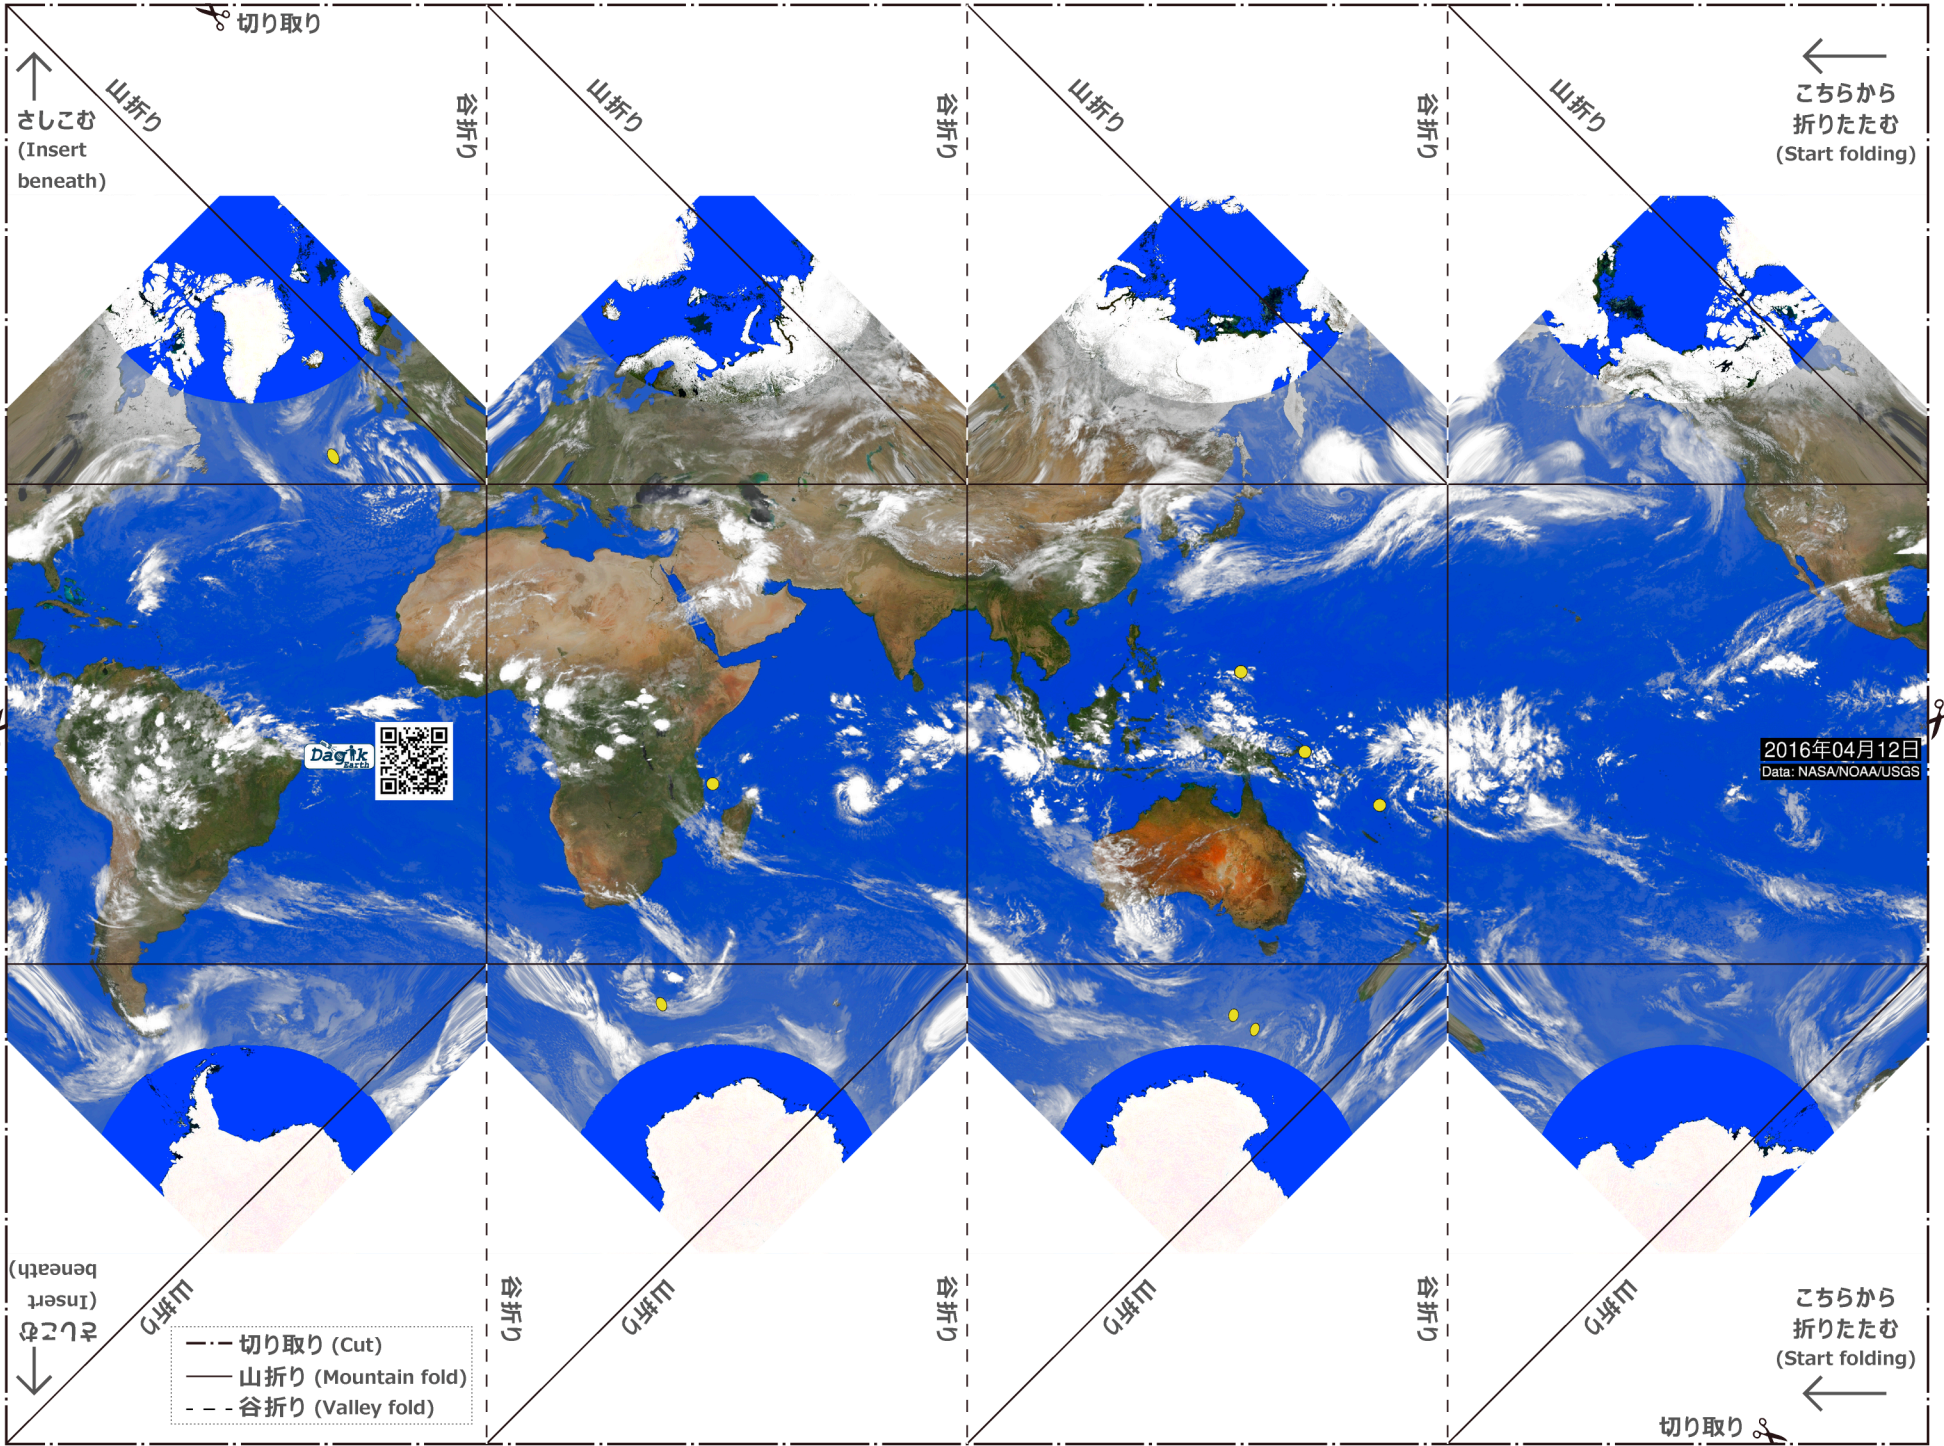 切り取り
山折り
谷折り
山折り
谷折り
山折り
谷折り
山折り
こちらから
折りたたむ
(Start folding)
さしこむ
(Insert
beneath)
Dagik
Earth
2016年04月12日
Data: NASA/NOAA/USGS
さしこむ
(Insert
beneath)
山折り
谷折り
山折り
谷折り
山折り
谷折り
山折り
こちらから
折りたたむ
(Start folding)
切り取り (Cut)
山折り (Mountain fold)
谷折り (Valley fold)
切り取り